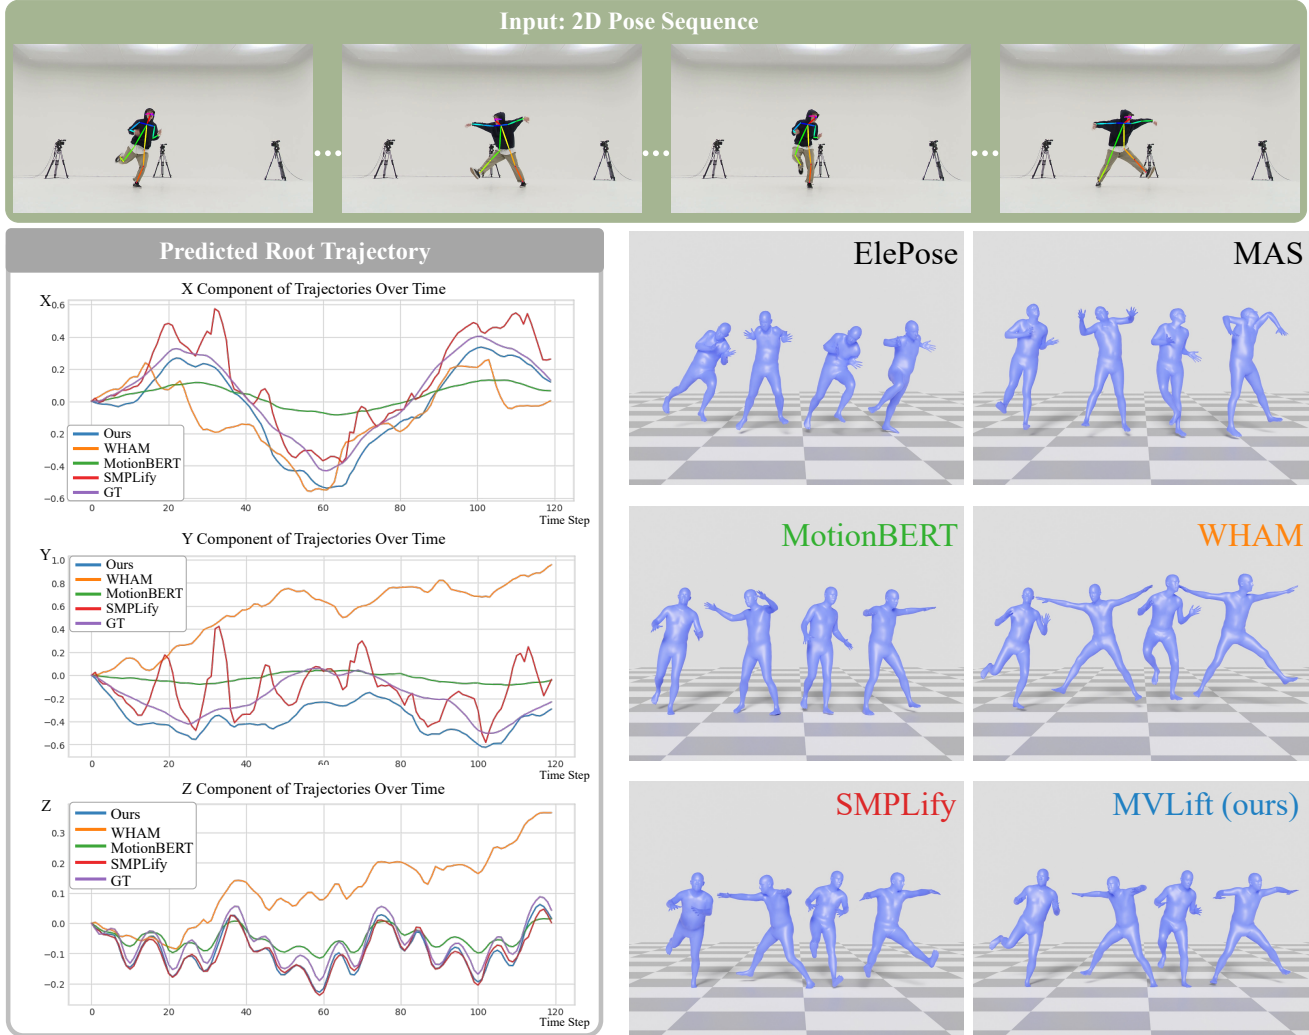 Input: 2D Pose Sequence
Predicted Root Trajectory
X Component of Trajectories Over Time
X
0.6
0.4
0.2
0.0
0.2
−0.4
−0.6
Ours
WHAM
MotionBERT
SMPLify
GT
0 20 40 60 80 100 120
Time Step
Y Component of Trajectories Over Time
Y
1.0
0.8
0.6
0.4
0.2
0.0
−0.2
−0.4
−0.6
Ours
WHAM
MotionBERT
SMPLify
GT
0 20 40 60 80 100 120
Time Step
Z Component of Trajectories Over Time
Z
0.3
0.2
0.1
0.0
−0.1
−0.2
Ours
WHAM
MotionBERT
SMPLify
GT
0 20 40 60 80 100 120
Time Step
ElePose
MAS
MotionBERT
WHAM
SMPLify
MVLift (ours)